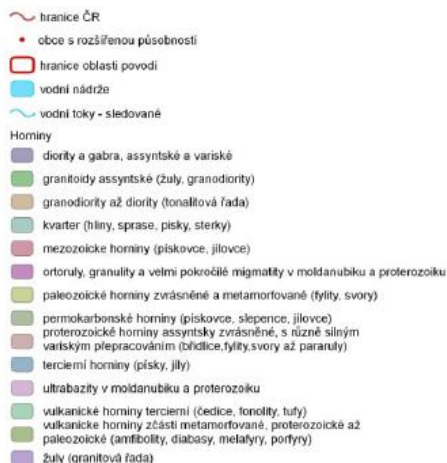 hranice ČR
obce s rozšířenou působností
hranice oblastí povodí
vodní nádrže
vodní toky - sledované
Horniny
diority a gabra, assyntské a variské
granitoidy assyntské (žuly, granodiority)
granodiority až diority (tonalitová řada)
kvarter (hlíny, spraše, písky, štěrky)
mezozoické horniny (pískovce, jílovce)
ortoruly, granulity a velmi pokročilé migmatity v moldanubiku a proterozoiku
paleozoické horniny zvrásněné a metamorfované (fylity, svory)
permokarbonské horniny (pískovce, slepence, jílovce)
proterozoické horniny assyntsky zvrásněné, s různě silným
variským přepracováním (břidlice,fylity,svory až pararuly)
terciérní horniny (písky, jíly)
ultrabazity v moldanubiku a proterozoiku
vulkanické horniny terciérní (čediče, fonolity, tufy)
vulkanické horniny zčásti metamorfované, proterozoické až
paleozoické (amfibolity, diabasy, melafyry, porfyry)
žuly (granitová řada)